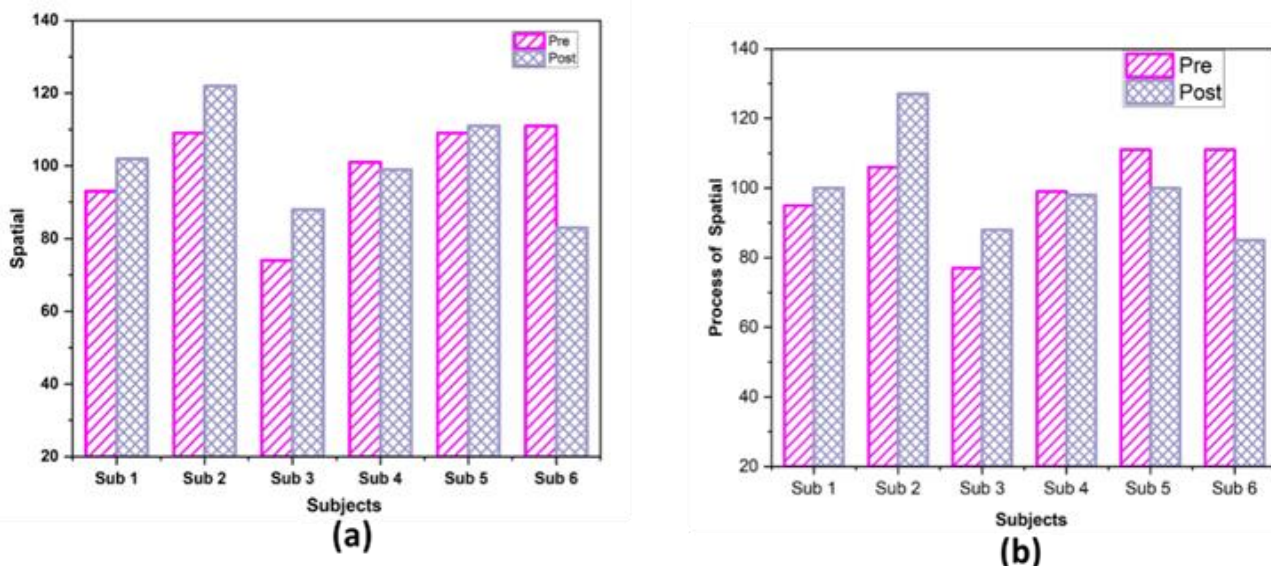 140
120
100
80
60
40
20
Spatial
Pre
Post
Sub 1 Sub 2 Sub 3 Sub 4 Sub 5 Sub 6
Subjects
(a)
140
120
100
80
60
40
20
Process of Spatial
Pre
Post
Sub 1 Sub 2 Sub 3 Sub 4 Sub 5 Sub 6
Subjects
(b)